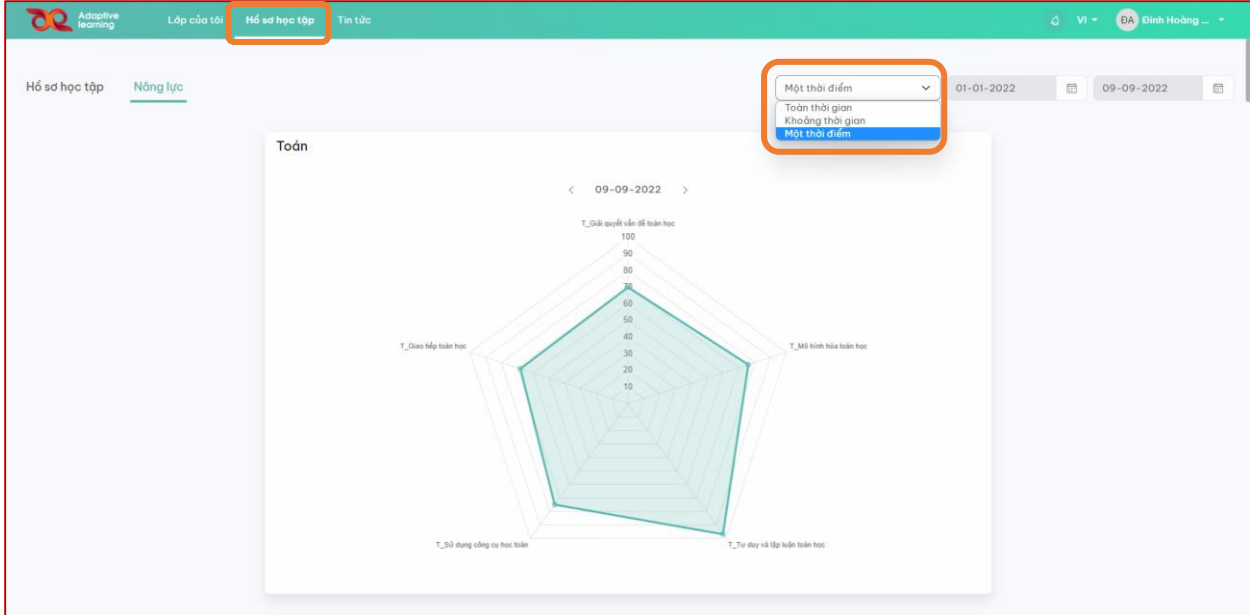 Adaptive
learning
Lớp của tôi
Hồ sơ học tập
Tin tức
VI
ĐA
Đinh Hoàng ...
Hồ sơ học tập
Năng lực
Một thời điểm
01-01-2022
09-09-2022
Toàn thời gian
Khoảng thời gian
Một thời điểm
Toán
09-09-2022
T_Giải quyết vấn đề toán học
100
90
80
70
60
50
40
30
20
10
T_Giao tiếp toán học
T_Mô hình hóa toán học
T_Sử dụng công cụ học toán
T_Tư duy và lập luận toán học